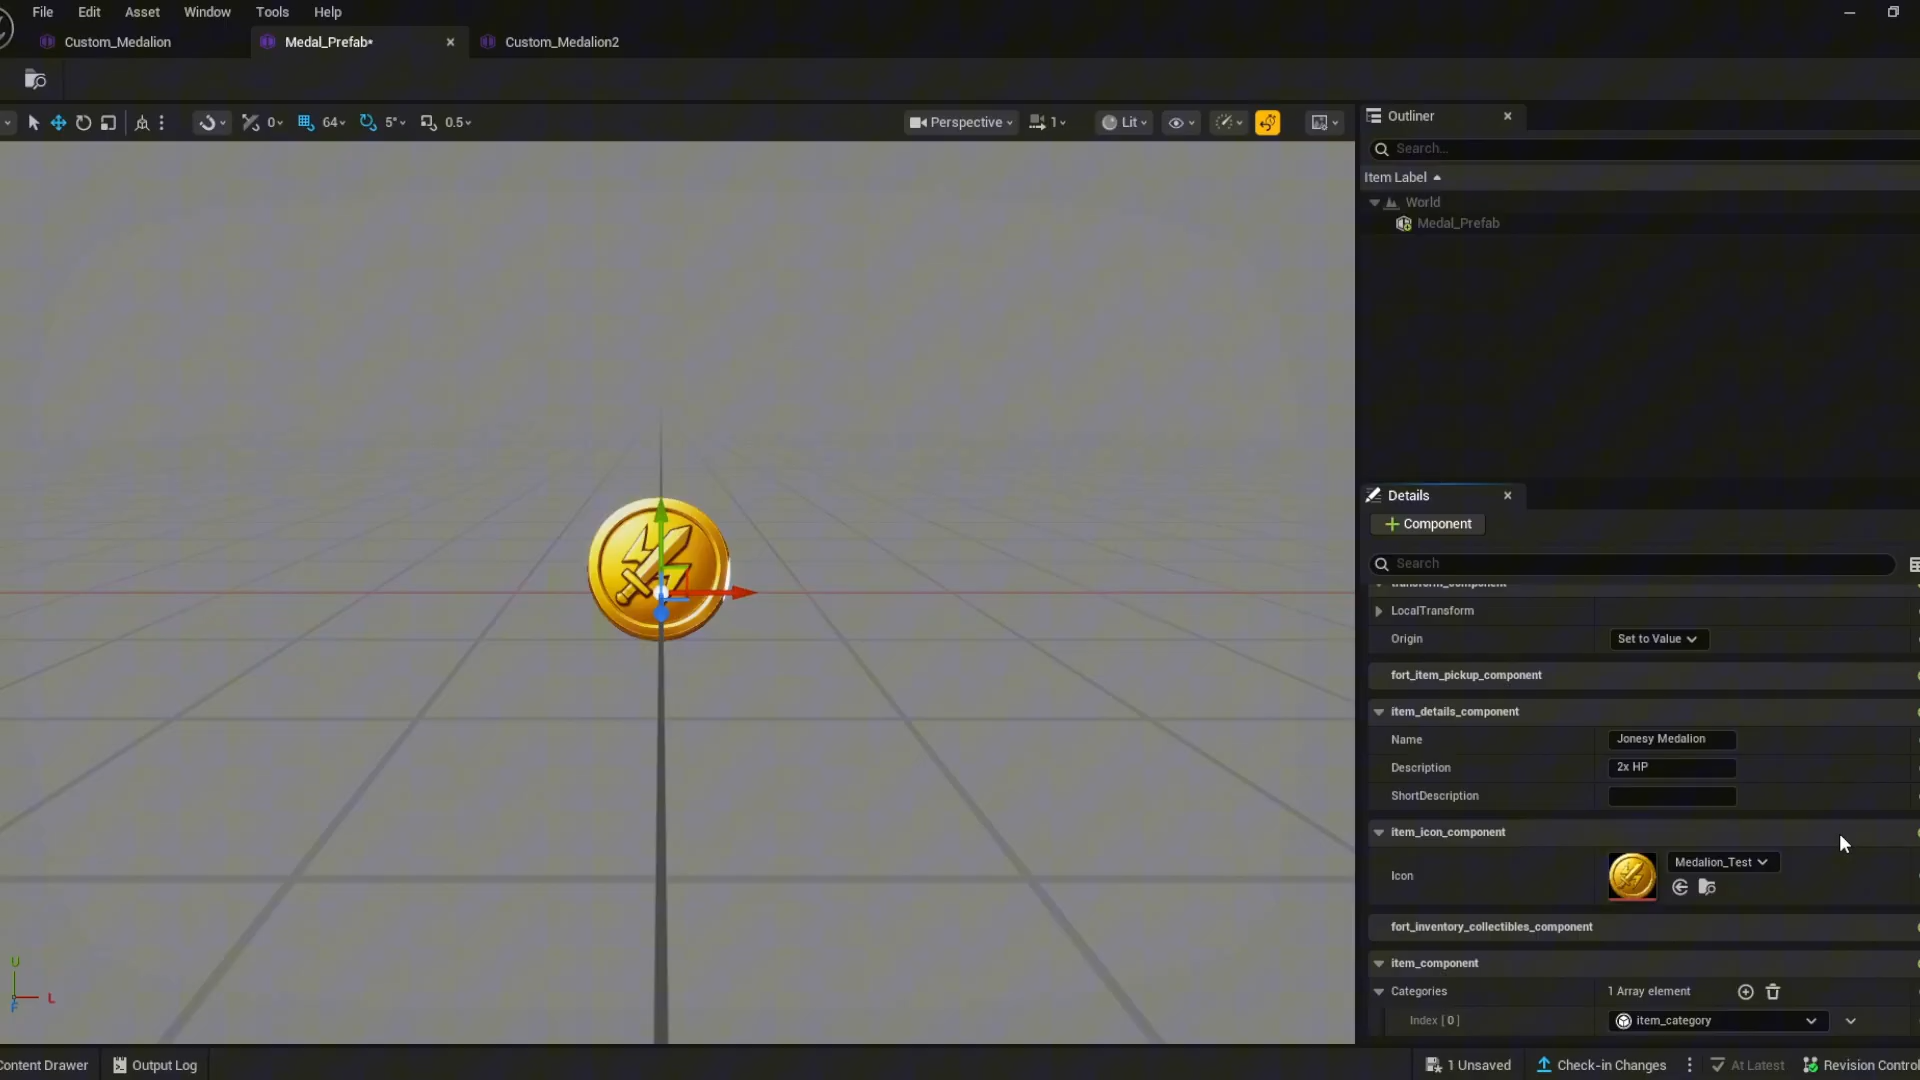 File Edit Asset Window Tools Help
Custom_Medalion Medal_Prefab* Custom_Medalion2
0 64 5° 0.5 Perspective 1 Lit
Outliner
Search...
Item Label
World
Medal_Prefab
Details
Component
Search
transform_component
LocalTransform
Origin Set to Value
fort_item_pickup_component
item_details_component
Name Jonesy Medalion
Description 2x HP
ShortDescription
item_icon_component
Medalion_Test
Icon
fort_inventory_collectibles_component
item_component
Categories 1 Array element
Index [ 0 ] item_category
U
L
F
Content Drawer Output Log 1 Unsaved Check-in Changes At Latest Revision Control